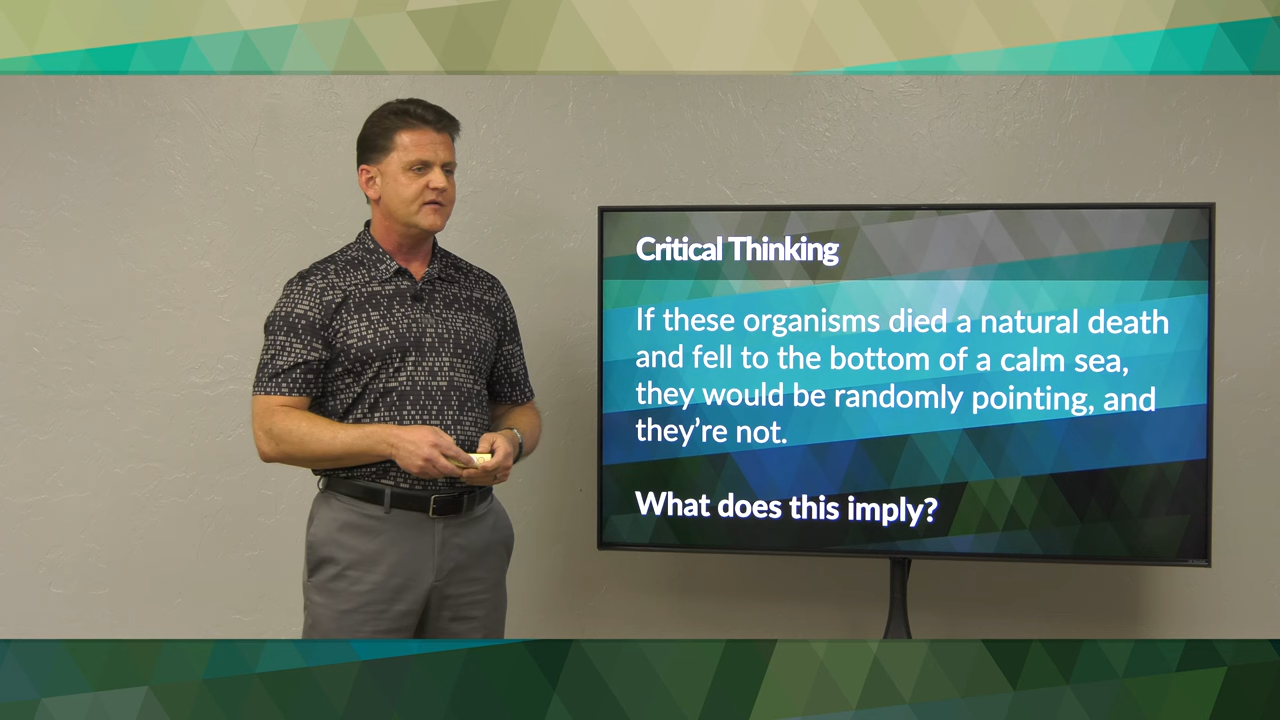 Critical Thinking
If these organisms died a natural death
and fell to the bottom of a calm sea,
they would be randomly pointing, and
they're not.
What does this imply?